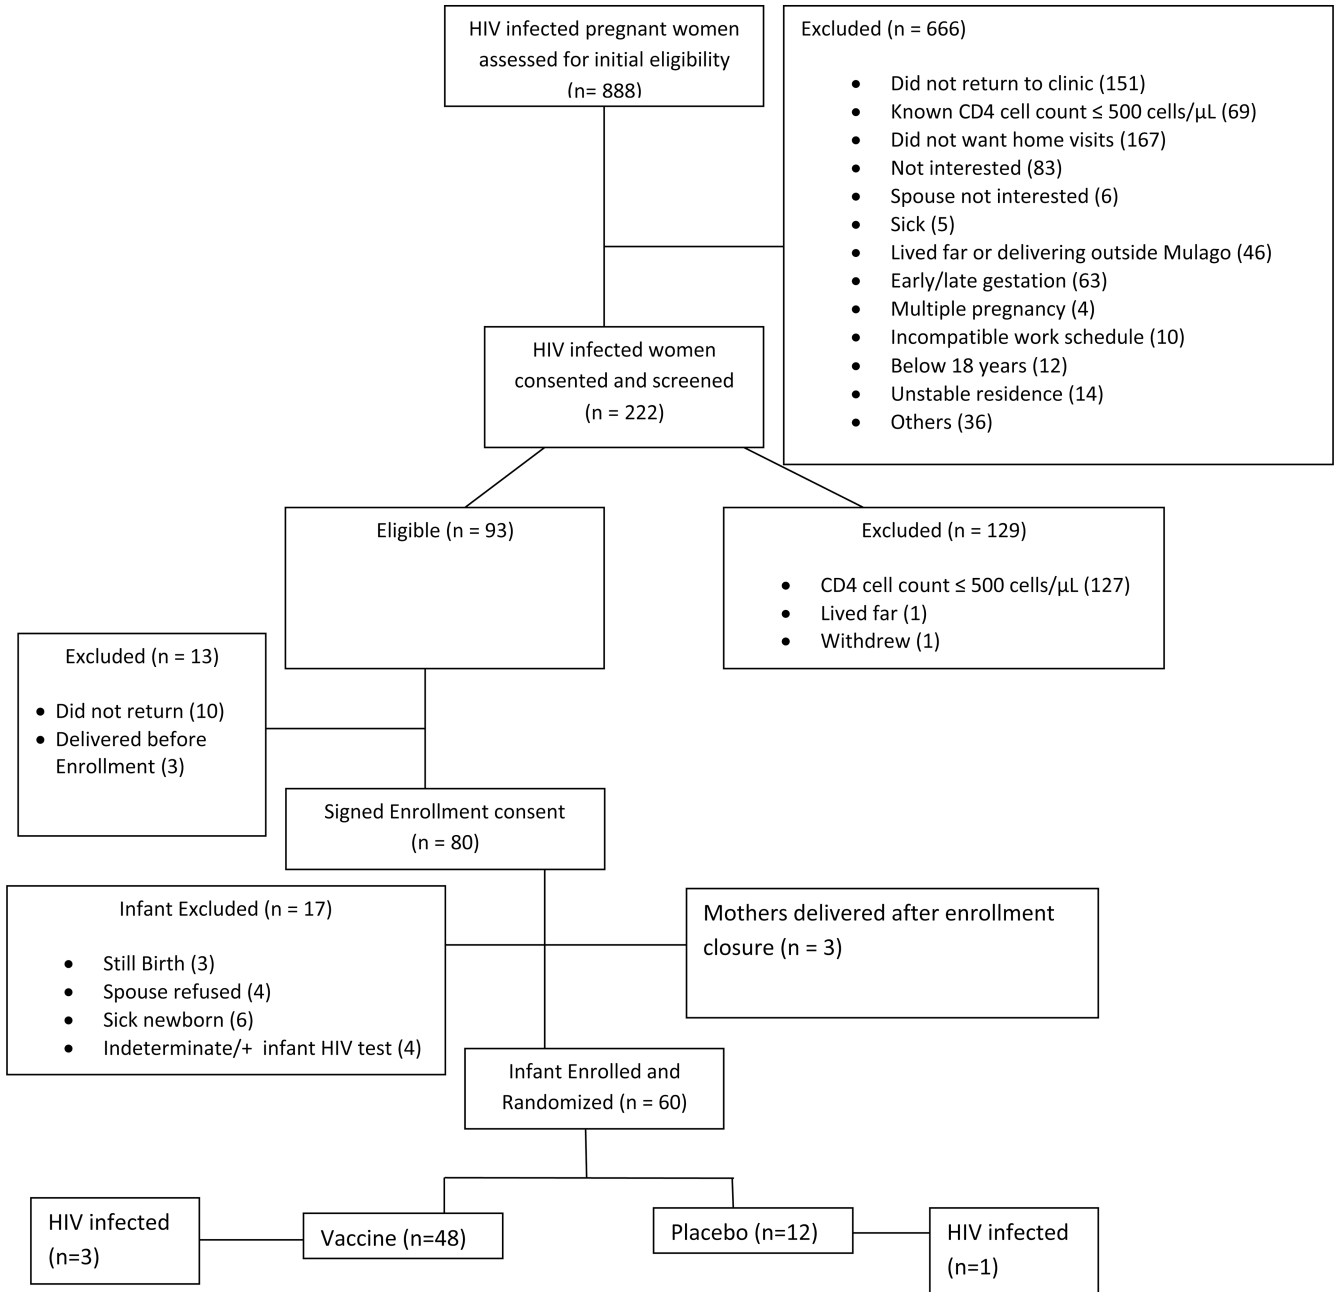 HIV infected pregnant women
assessed for initial eligibility
(n= 888)
Excluded (n = 666)
• Did not return to clinic (151)
• Known CD4 cell count ≤ 500 cells/µL (69)
• Did not want home visits (167)
• Not interested (83)
• Spouse not interested (6)
• Sick (5)
• Lived far or delivering outside Mulago (46)
• Early/late gestation (63)
• Multiple pregnancy (4)
• Incompatible work schedule (10)
• Below 18 years (12)
• Unstable residence (14)
• Others (36)
HIV infected women
consented and screened
(n = 222)
Eligible (n = 93)
Excluded (n = 129)
• CD4 cell count ≤ 500 cells/µL (127)
• Lived far (1)
• Withdrew (1)
Excluded (n = 13)
• Did not return (10)
• Delivered before
Enrollment (3)
Signed Enrollment consent
(n = 80)
Infant Excluded (n = 17)
• Still Birth (3)
• Spouse refused (4)
• Sick newborn (6)
• Indeterminate/+ infant HIV test (4)
Mothers delivered after enrollment
closure (n = 3)
Infant Enrolled and
Randomized (n = 60)
HIV infected
(n=3)
Vaccine (n=48)
Placebo (n=12)
HIV infected
(n=1)